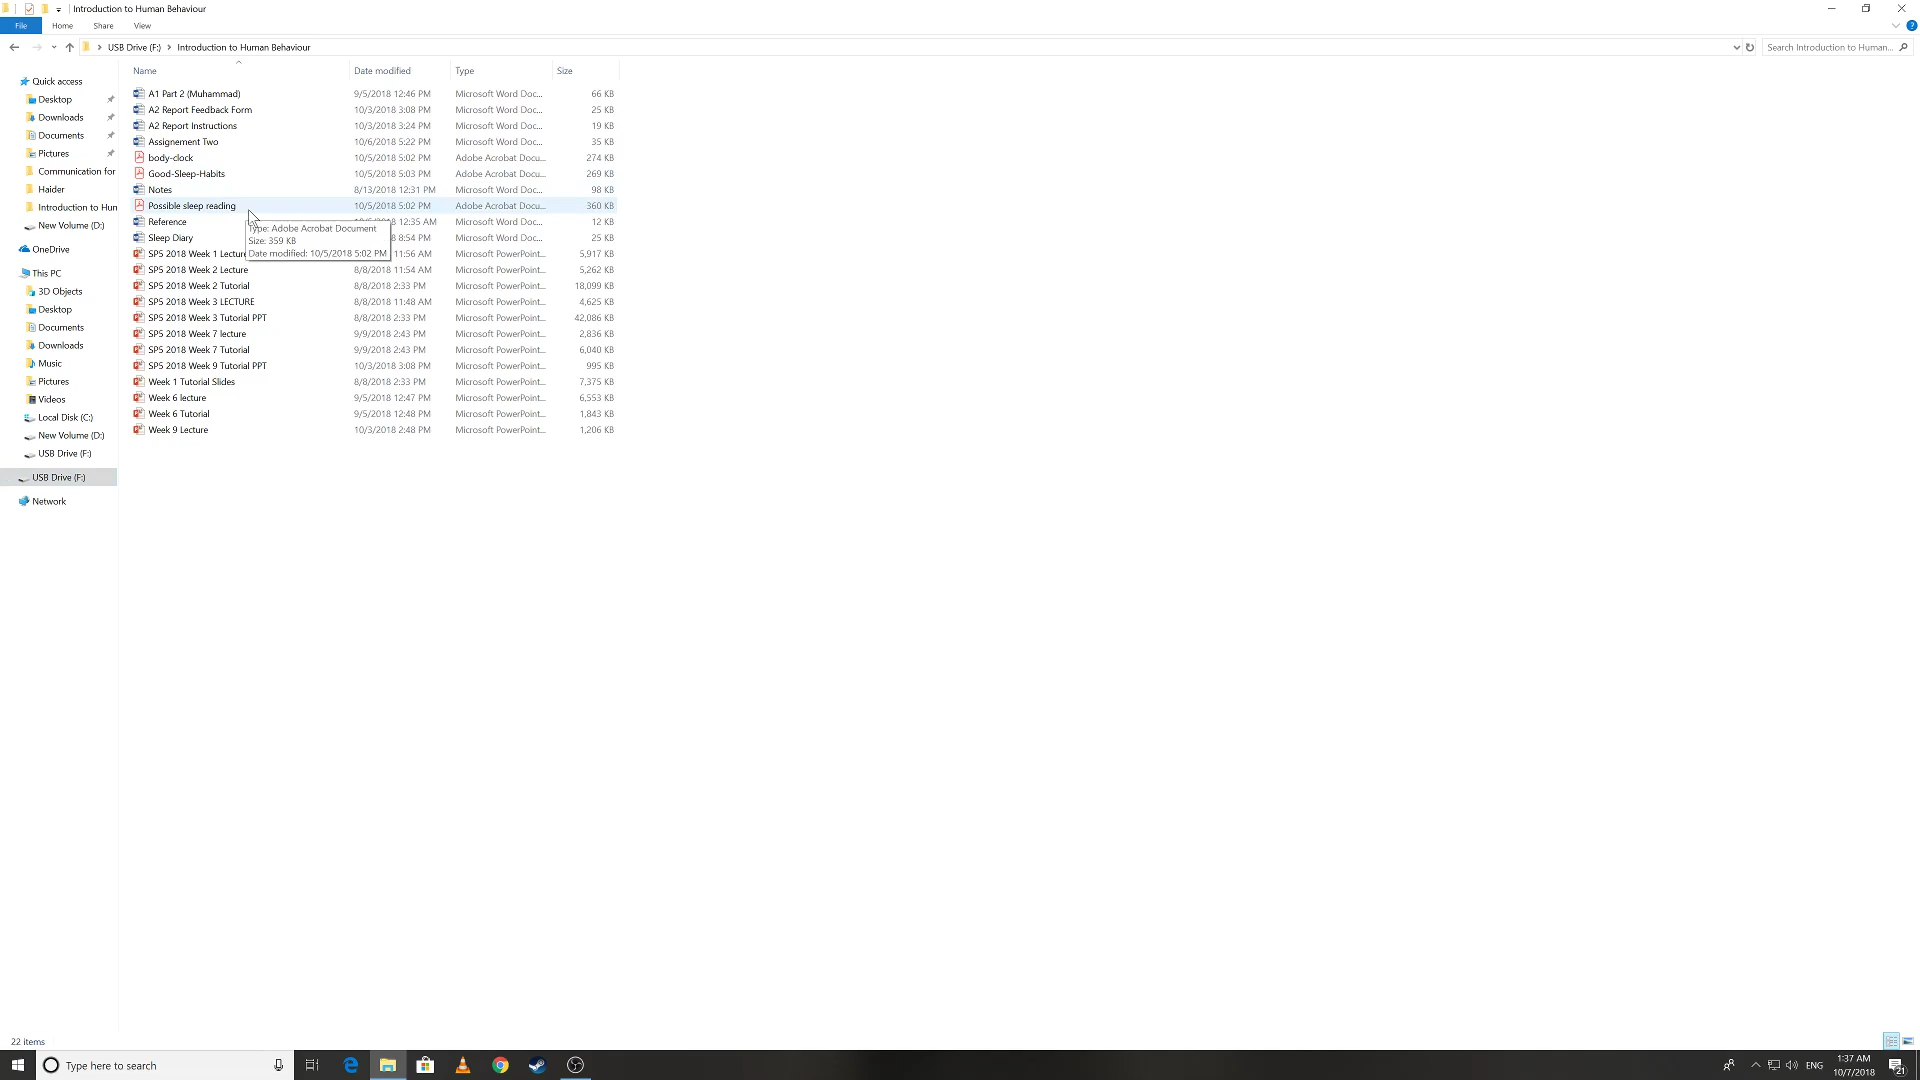 Introduction to Human Behaviour
File Home Share View
USB Drive (F:) Introduction to Human Behaviour Search Introduction to Human...
Name Date modified Type Size
Quick access
Desktop
Downloads
Documents
Pictures
Communication for
Haider
Introduction to Hun
New Volume (D:)
OneDrive
This PC
3D Objects
Desktop
Documents
Downloads
Music
Pictures
Videos
Local Disk (C:)
New Volume (D:)
USB Drive (F:)
USB Drive (F:)
Network
A1 Part 2 (Muhammad) 9/5/2018 12:46 PM Microsoft Word Doc... 66 KB
A2 Report Feedback Form 10/3/2018 3:08 PM Microsoft Word Doc... 25 KB
A2 Report Instructions 10/3/2018 3:24 PM Microsoft Word Doc... 19 KB
Assignement Two 10/6/2018 5:22 PM Microsoft Word Doc... 35 KB
body-clock 10/5/2018 5:02 PM Adobe Acrobat Docu... 274 KB
Good-Sleep-Habits 10/5/2018 5:03 PM Adobe Acrobat Docu... 269 KB
Notes 8/13/2018 12:31 PM Microsoft Word Doc... 98 KB
Possible sleep reading 10/5/2018 5:02 PM Adobe Acrobat Docu... 360 KB
Reference 12:35 AM Microsoft Word Doc... 12 KB
Sleep Diary 8 8:54 PM Microsoft Word Doc... 25 KB
SP5 2018 Week 1 Lecture 11:56 AM Microsoft PowerPoint... 5,917 KB
SP5 2018 Week 2 Lecture 8/8/2018 11:54 AM Microsoft PowerPoint... 5,262 KB
SP5 2018 Week 2 Tutorial 8/8/2018 2:33 PM Microsoft PowerPoint... 18,099 KB
SP5 2018 Week 3 LECTURE 8/8/2018 11:48 AM Microsoft PowerPoint... 4,625 KB
SP5 2018 Week 3 Tutorial PPT 8/8/2018 2:33 PM Microsoft PowerPoint... 42,086 KB
SP5 2018 Week 7 lecture 9/9/2018 2:43 PM Microsoft PowerPoint... 2,836 KB
SP5 2018 Week 7 Tutorial 9/9/2018 2:43 PM Microsoft PowerPoint... 6,040 KB
SP5 2018 Week 9 Tutorial PPT 10/3/2018 3:08 PM Microsoft PowerPoint... 995 KB
Week 1 Tutorial Slides 8/8/2018 2:33 PM Microsoft PowerPoint... 7,375 KB
Week 6 lecture 9/5/2018 12:47 PM Microsoft PowerPoint... 6,553 KB
Week 6 Tutorial 9/5/2018 12:48 PM Microsoft PowerPoint... 1,843 KB
Week 9 Lecture 10/3/2018 2:48 PM Microsoft PowerPoint... 1,206 KB
Type: Adobe Acrobat Document
Size: 359 KB
Date modified: 10/5/2018 5:02 PM
22 items
Type here to search
ENG
1:37 AM
10/7/2018
21